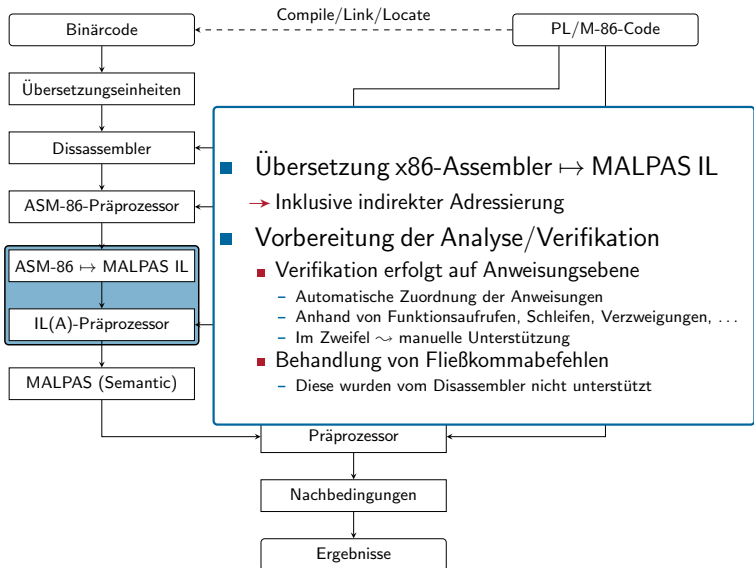 Compile/Link/Locate
Binärcode
PL/M-86-Code
Übersetzungseinheiten
Dissassembler
ASM-86-Präprozessor
ASM-86 ↦ MALPAS IL
IL(A)-Präprozessor
MALPAS (Semantic)
Übersetzung x86-Assembler ↦ MALPAS IL
→ Inklusive indirekter Adressierung
Vorbereitung der Analyse/Verifikation
Verifikation erfolgt auf Anweisungsebene
– Automatische Zuordnung der Anweisungen
– Anhand von Funktionsaufrufen, Schleifen, Verzweigungen, ...
– Im Zweifel ⤳ manuelle Unterstützung
Behandlung von Fließkommabefehlen
– Diese wurden vom Disassembler nicht unterstützt
Präprozessor
Nachbedingungen
Ergebnisse